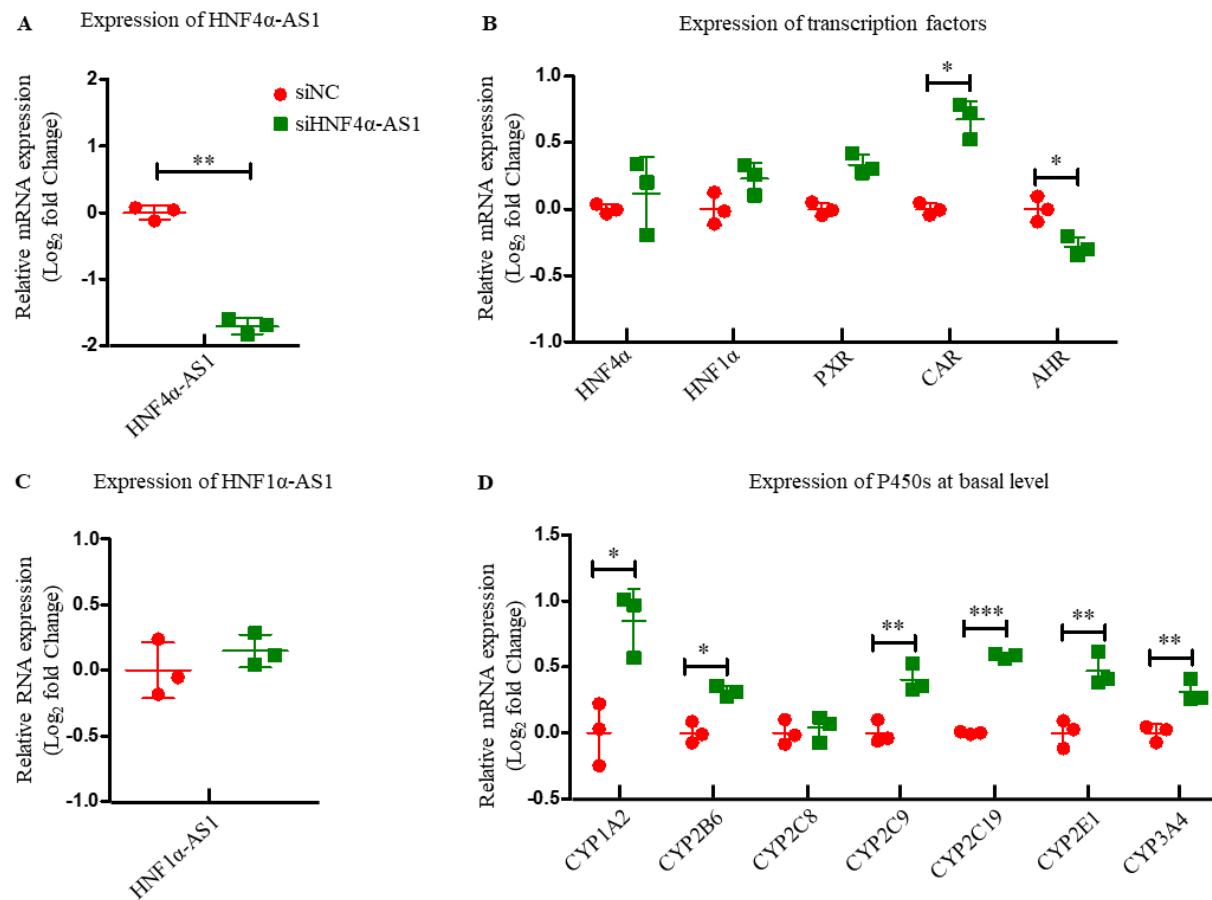 A Expression of HNF4α-AS1
Relative mRNA expression
(Log2 fold Change)
2
1
0
-1
-2
siNC
siHNF4α-AS1
**
HNF4α-AS1
B Expression of transcription factors
Relative mRNA expression
(Log2 fold Change)
1.0
0.5
0.0
-0.5
-1.0
*
*
HNF4α
HNF1α
PXR
CAR
AHR
C Expression of HNF1α-AS1
Relative RNA expression
(Log2 fold Change)
1.0
0.5
0.0
-0.5
-1.0
HNF1α-AS1
D Expression of P450s at basal level
Relative mRNA expression
(Log2 fold Change)
1.5
1.0
0.5
0.0
-0.5
*
*
**
***
**
**
CYP1A2
CYP2B6
CYP2C8
CYP2C9
CYP2C19
CYP2E1
CYP3A4